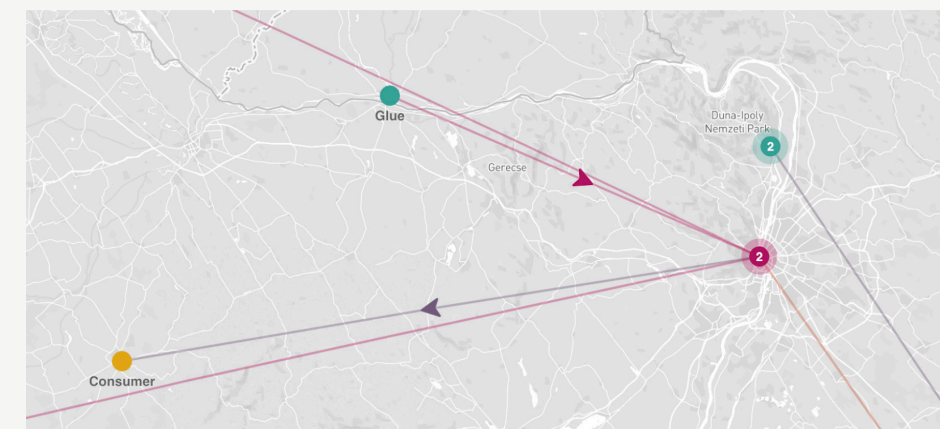 Glue
Duna-Ipoly
Nemzeti Park
2
Gerecse
2
Consumer